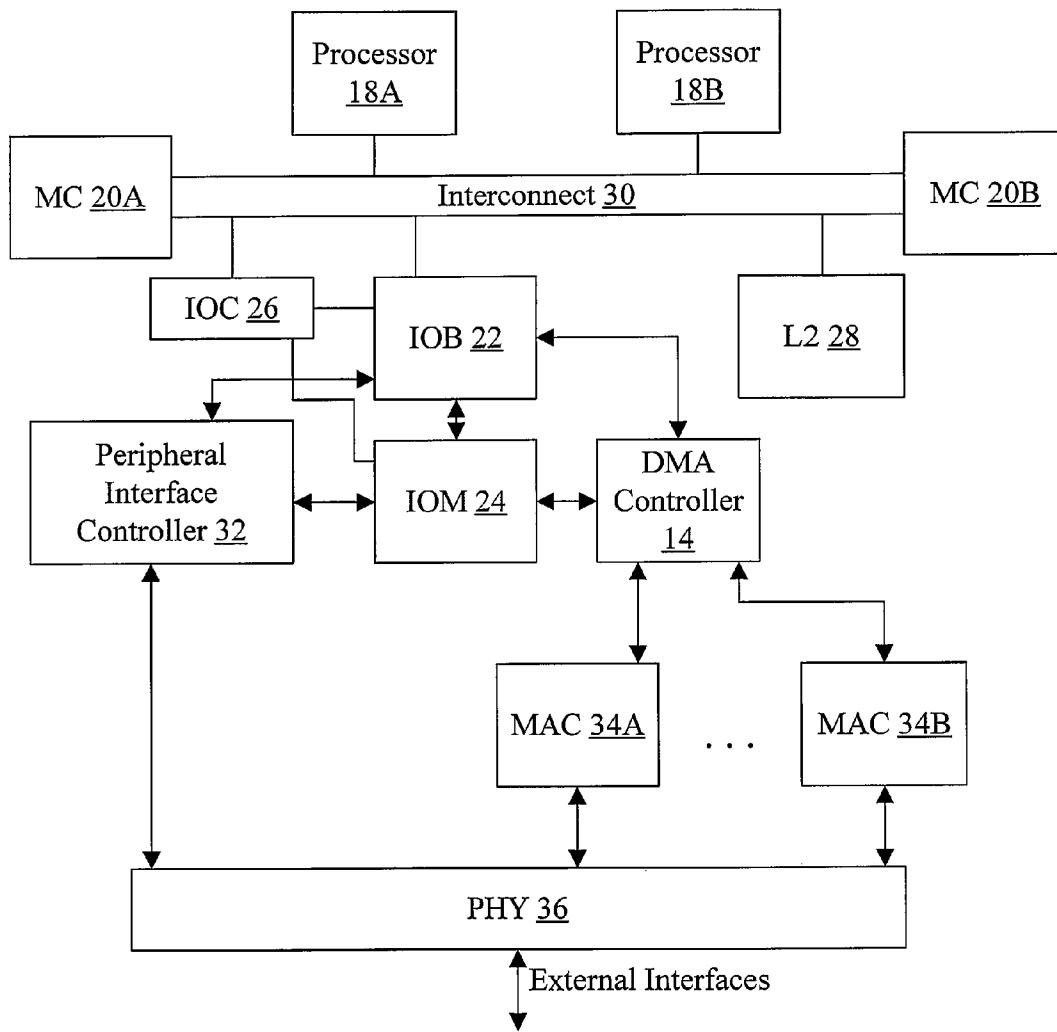 Processor
18A
Processor
18B
MC 20A
Interconnect 30
MC 20B
IOC 26
IOB 22
L2 28
Peripheral
Interface
Controller 32
IOM 24
DMA
Controller
14
MAC 34A
. . .
MAC 34B
PHY 36
External Interfaces